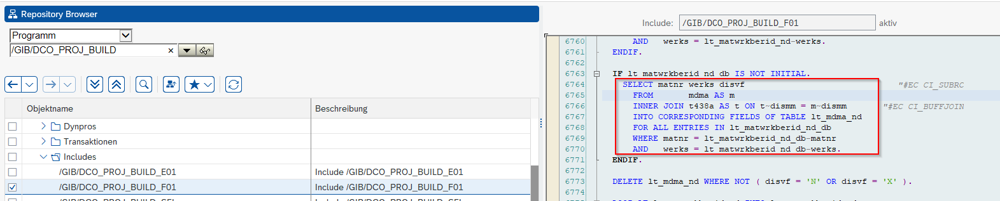 Repository Browser
Programm
/GIB/DCO_PROJ_BUILD
Objektname Beschreibung
Dynpros
Transaktionen
Includes
/GIB/DCO_PROJ_BUILD_E01 Include /GIB/DCO_PROJ_BUILD_E01
/GIB/DCO_PROJ_BUILD_F01 Include /GIB/DCO_PROJ_BUILD_F01
Include: /GIB/DCO_PROJ_BUILD_F01 aktiv
6760 AND werks = lt_matwrkberid_nd-werks.
6761 ENDIF.
6762
6763 IF lt_matwrkberid_nd_db IS NOT INITIAL.
6764 SELECT matnr werks disvf "#EC CI_SUBRC
6765 FROM mdma AS m
6766 INNER JOIN t438a AS t ON t~dismm = m~dismm "#EC CI_BUFFJOIN
6767 INTO CORRESPONDING FIELDS OF TABLE lt_mdma_nd
6768 FOR ALL ENTRIES IN lt_matwrkberid_nd_db
6769 WHERE matnr = lt_matwrkberid_nd_db-matnr
6770 AND werks = lt_matwrkberid_nd_db-werks.
6771 ENDIF.
6772
6773 DELETE lt_mdma_nd WHERE NOT ( disvf = 'N' OR disvf = 'X' ).
6774